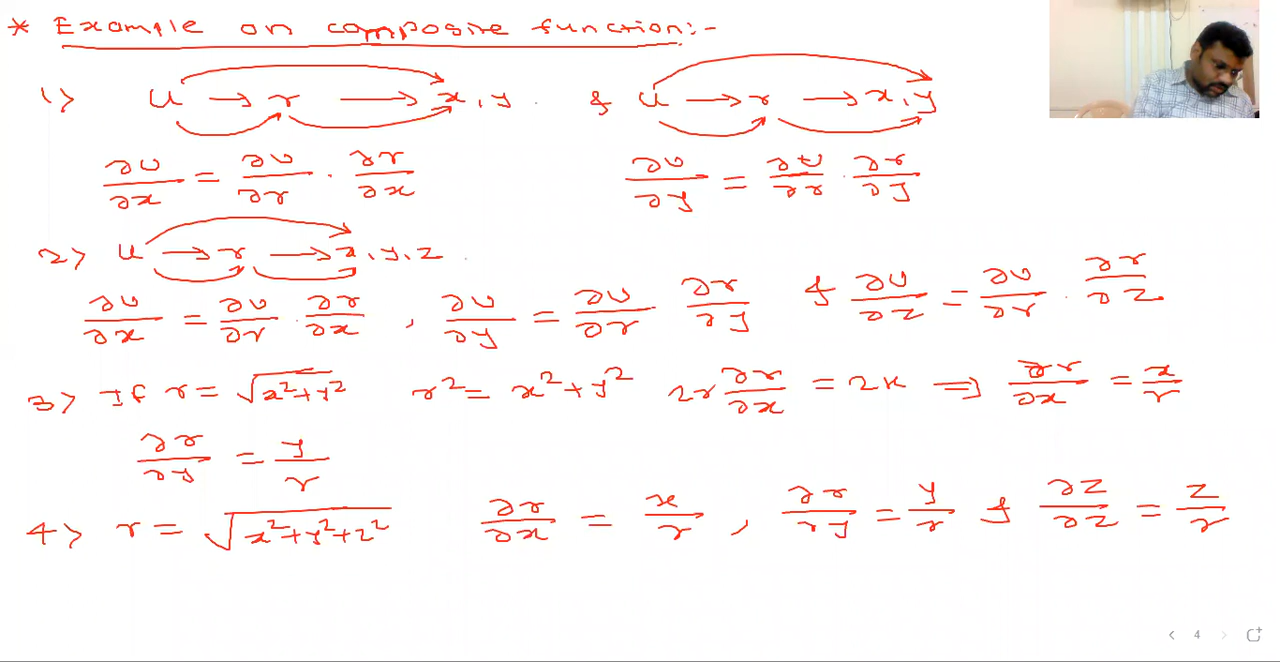 * Example on composite function:-
1> u → r → x, y . & u → r → x, y
∂u/∂x = ∂u/∂r · ∂r/∂x ∂u/∂y = ∂u/∂r · ∂r/∂y
2> u → r → x, y, z .
∂u/∂x = ∂u/∂r · ∂r/∂x , ∂u/∂y = ∂u/∂r ∂r/∂y & ∂u/∂z = ∂u/∂r · ∂r/∂z
3> If r = √(x²+y²) r² = x²+y² 2r ∂r/∂x = 2x ⇒ ∂r/∂x = x/r
∂r/∂y = y/r
4> r = √(x²+y²+z²) ∂r/∂x = x/r , ∂r/∂y = y/r & ∂z/∂z = z/r
< 4 >